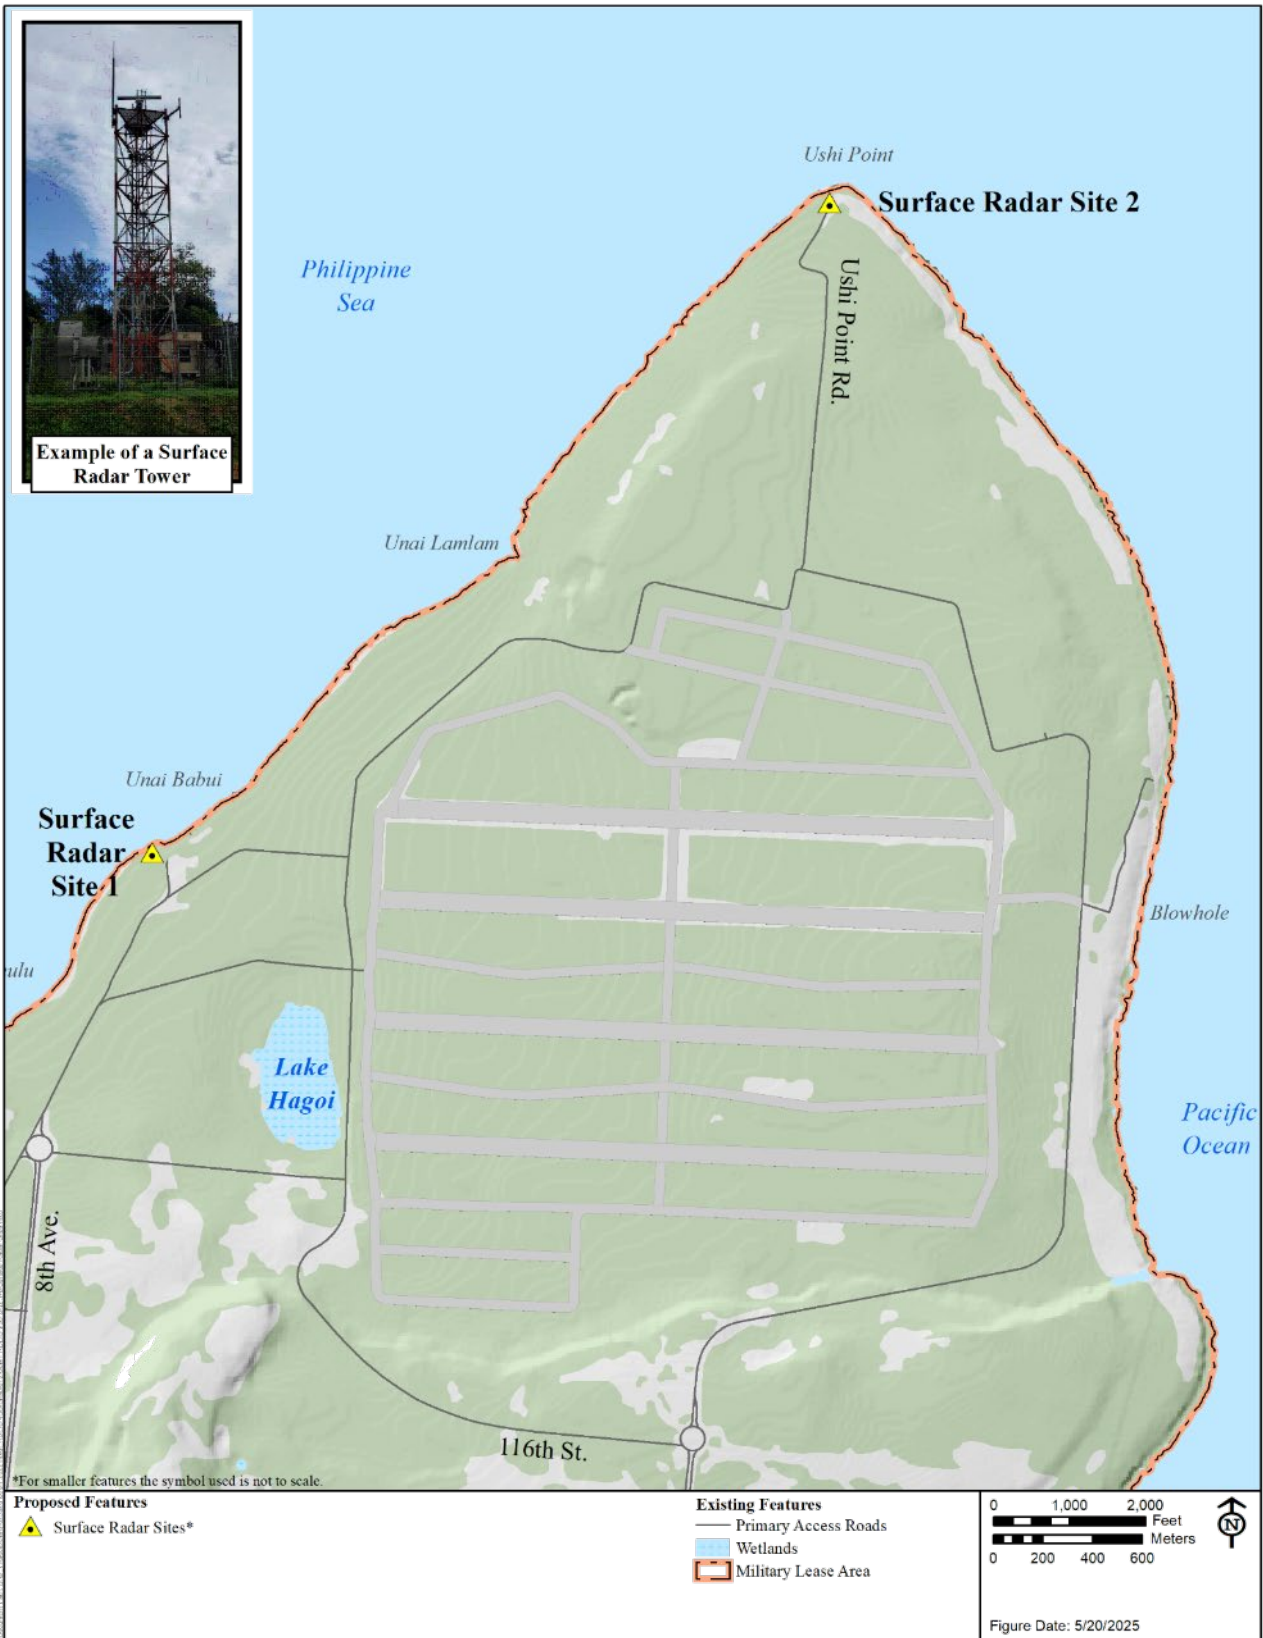 Example of a Surface
Radar Tower
Ushi Point
Surface Radar Site 2
Philippine
Sea
Ushi Point Rd.
Unai Lamlam
Unai Babui
Surface
Radar
Site 1
Blowhole
ulu
Lake
Hagoi
Pacific
Ocean
8th Ave.
116th St.
*For smaller features the symbol used is not to scale.
Proposed Features
Surface Radar Sites*
Existing Features
Primary Access Roads
Wetlands
Military Lease Area
0 1,000 2,000
Feet
Meters
0 200 400 600
N
Figure Date: 5/20/2025